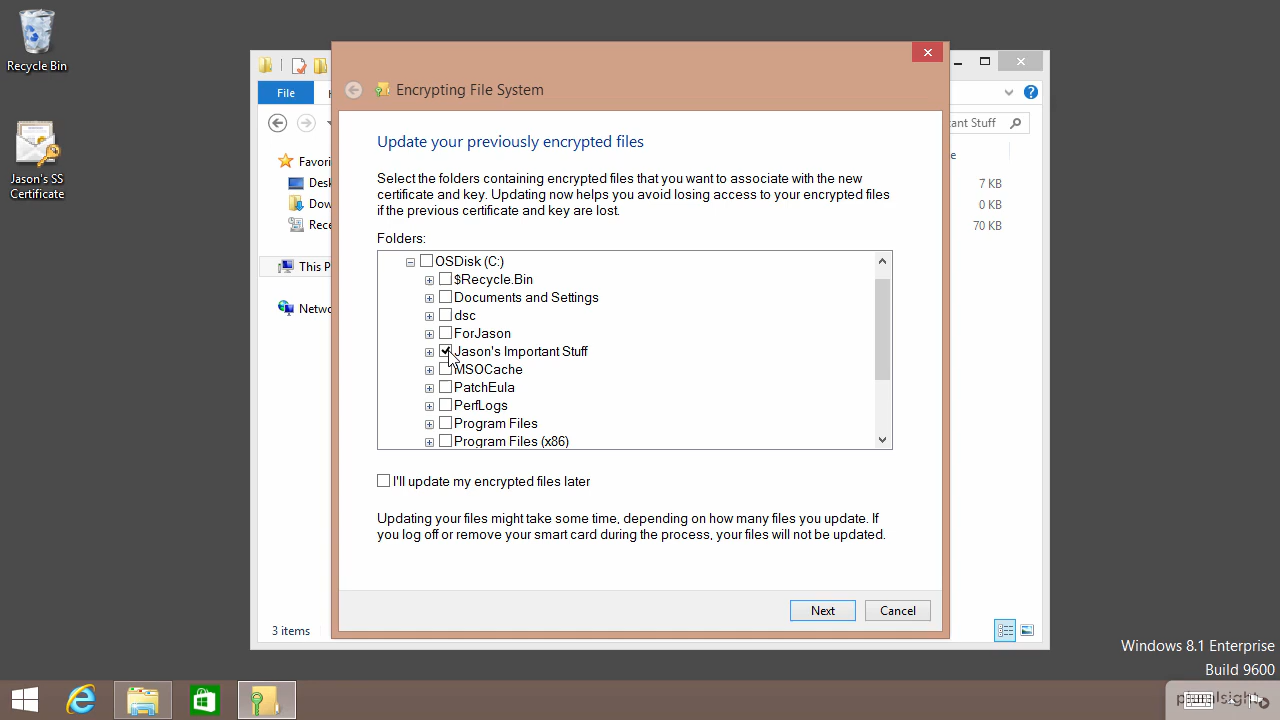 Recycle Bin
Jason's SS
Certificate
File
Encrypting File System
Update your previously encrypted files
Select the folders containing encrypted files that you want to associate with the new
certificate and key. Updating now helps you avoid losing access to your encrypted files
if the previous certificate and key are lost.
Folders:
OSDisk (C:)
$Recycle.Bin
Documents and Settings
dsc
ForJason
Jason's Important Stuff
MSOCache
PatchEula
PerfLogs
Program Files
Program Files (x86)
I'll update my encrypted files later
Updating your files might take some time, depending on how many files you update. If
you log off or remove your smart card during the process, your files will not be updated.
Next
Cancel
Favori
Desk
Dow
Rece
This P
Netwo
ant Stuff
e
7 KB
0 KB
70 KB
3 items
Windows 8.1 Enterprise
Build 9600